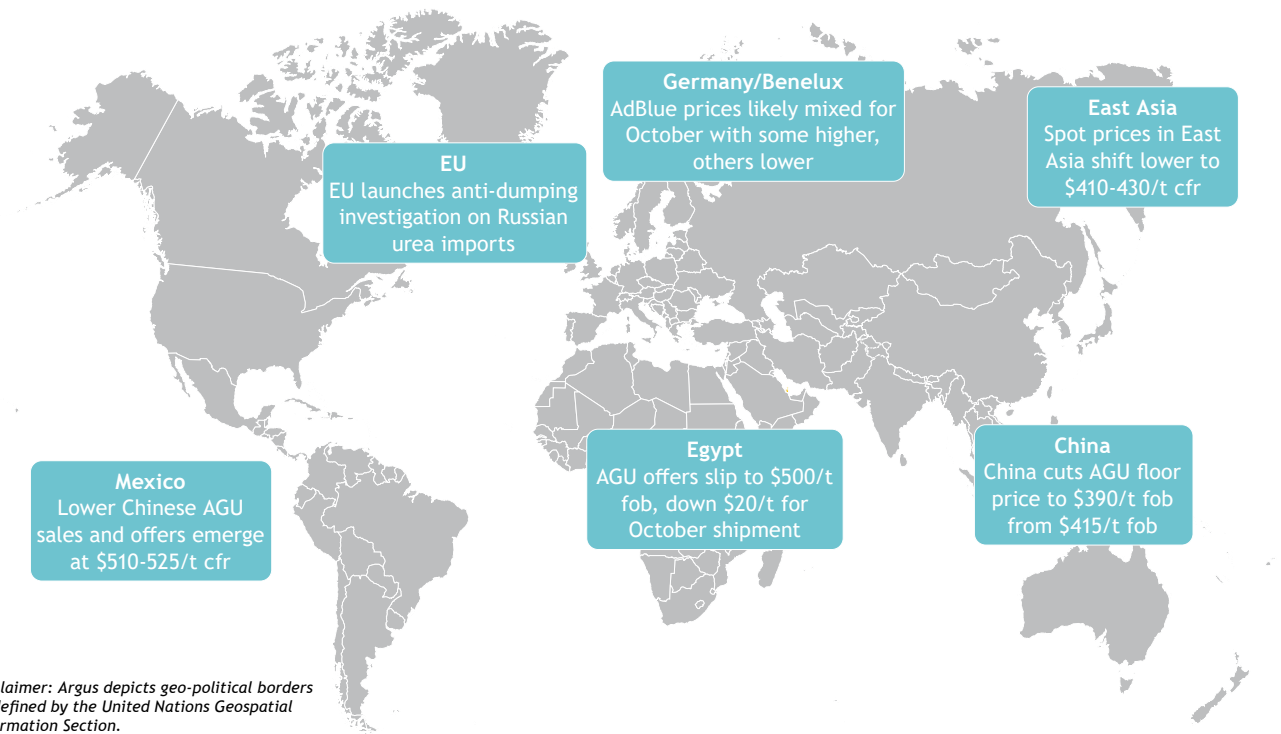 Germany/Benelux
AdBlue prices likely mixed for
October with some higher,
others lower
East Asia
Spot prices in East
Asia shift lower to
$410-430/t cfr
EU
EU launches anti-dumping
investigation on Russian
urea imports
Egypt
AGU offers slip to $500/t
fob, down $20/t for
October shipment
China
China cuts AGU floor
price to $390/t fob
from $415/t fob
Mexico
Lower Chinese AGU
sales and offers emerge
at $510-525/t cfr
laimer: Argus depicts geo-political borders
efined by the United Nations Geospatial
rmation Section.